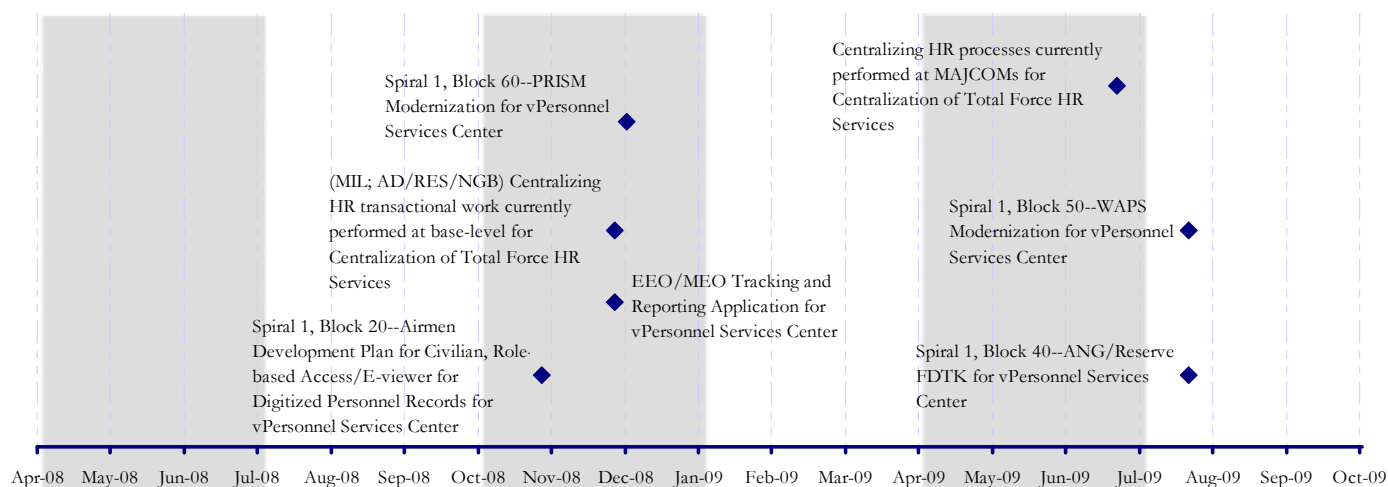 Centralizing HR processes currently
performed at MAJCOMs for
Centralization of Total Force HR
Services
Spiral 1, Block 60--PRISM
Modernization for vPersonnel
Services Center
(MIL; AD/RES/NGB) Centralizing
HR transactional work currently
performed at base-level for
Centralization of Total Force HR
Services
Spiral 1, Block 50--WAPS
Modernization for vPersonnel
Services Center
EEO/MEO Tracking and
Reporting Application for
vPersonnel Services Center
Spiral 1, Block 20--Airmen
Development Plan for Civilian, Role-
based Access/E-viewer for
Digitized Personnel Records for
vPersonnel Services Center
Spiral 1, Block 40--ANG/Reserve
FDTK for vPersonnel Services
Center
Apr-08 May-08 Jun-08 Jul-08 Aug-08 Sep-08 Oct-08 Nov-08 Dec-08 Jan-09 Feb-09 Mar-09 Apr-09 May-09 Jun-09 Jul-09 Aug-09 Sep-09 Oct-09